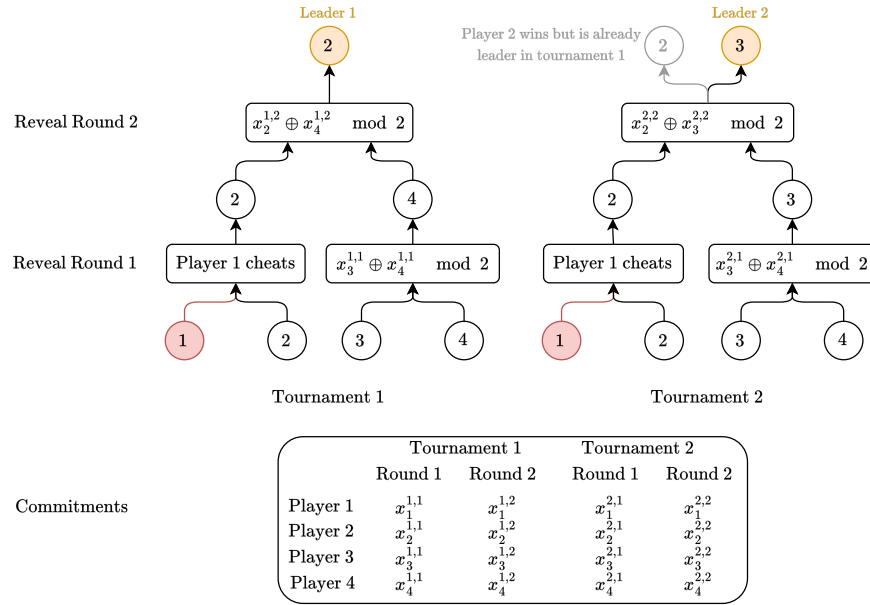 Leader 1
Leader 2
2
Player 2 wins but is already
leader in tournament 1
2
3
Reveal Round 2
x_2^{1,2} ⊕ x_4^{1,2} mod 2
x_2^{2,2} ⊕ x_3^{2,2} mod 2
2
4
2
3
Reveal Round 1
Player 1 cheats
x_3^{1,1} ⊕ x_4^{1,1} mod 2
Player 1 cheats
x_3^{2,1} ⊕ x_4^{2,1} mod 2
1
2
3
4
1
2
3
4
Tournament 1
Tournament 2
Commitments
Tournament 1 Tournament 2
Round 1 Round 2 Round 1 Round 2
Player 1 x_1^{1,1} x_1^{1,2} x_1^{2,1} x_1^{2,2}
Player 2 x_2^{1,1} x_2^{1,2} x_2^{2,1} x_2^{2,2}
Player 3 x_3^{1,1} x_3^{1,2} x_3^{2,1} x_3^{2,2}
Player 4 x_4^{1,1} x_4^{1,2} x_4^{2,1} x_4^{2,2}